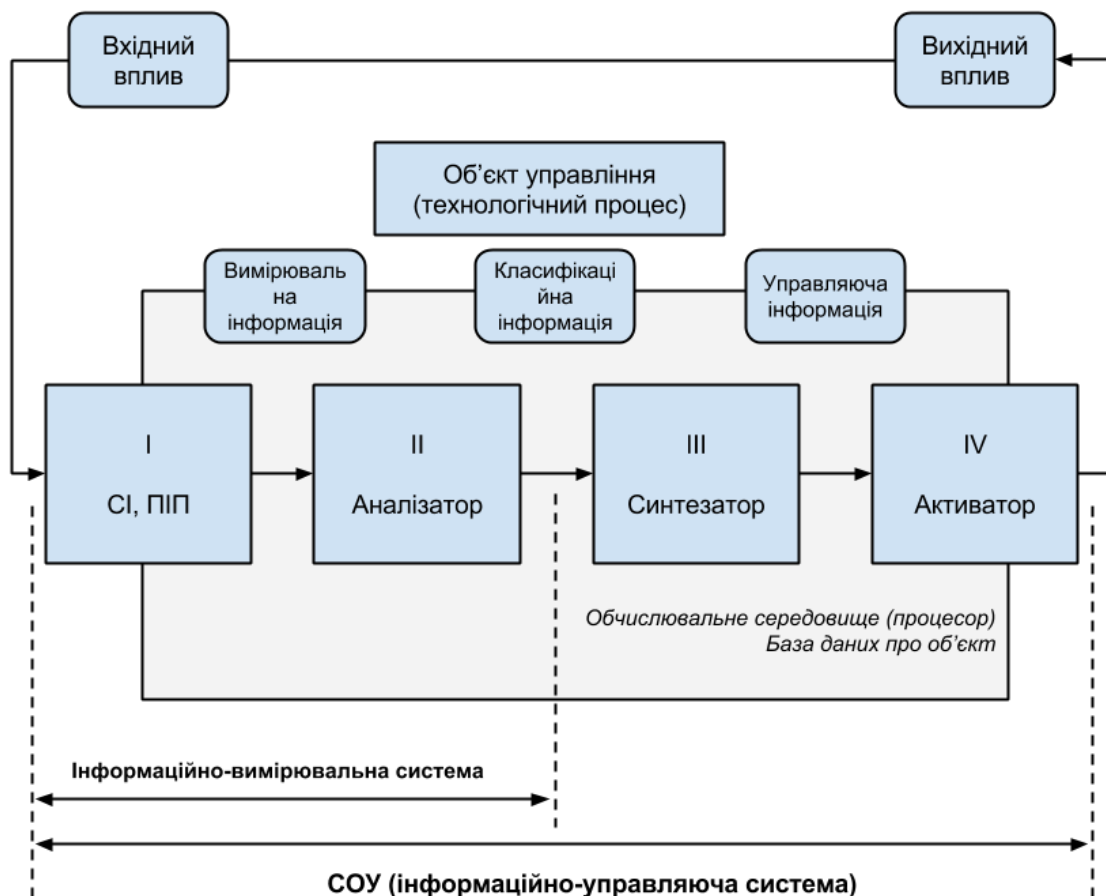 Вхідний
вплив
Вихідний
вплив
Об’єкт управління
(технологічний процес)
Вимірюваль
на
інформація
Класифікаці
йна
інформація
Управляюча
інформація
I
СІ, ПІП
II
Аналізатор
III
Синтезатор
IV
Активатор
Обчислювальне середовище (процесор)
База даних про об’єкт
Інформаційно-вимірювальна система
СОУ (інформаційно-управляюча система)